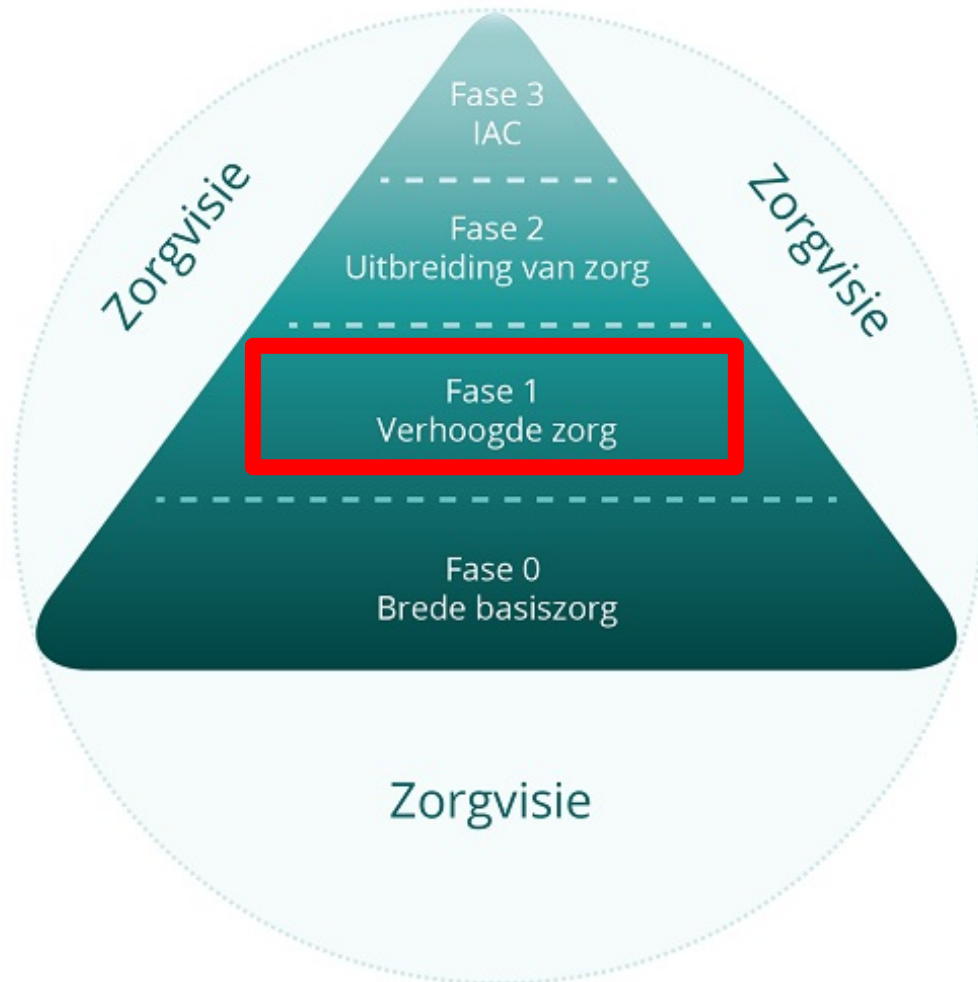 Fase 3
IAC
Zorgvisie
Zorgvisie
Fase 2
Uitbreiding van zorg
Fase 1
Verhoogde zorg
Fase 0
Brede basiszorg
Zorgvisie